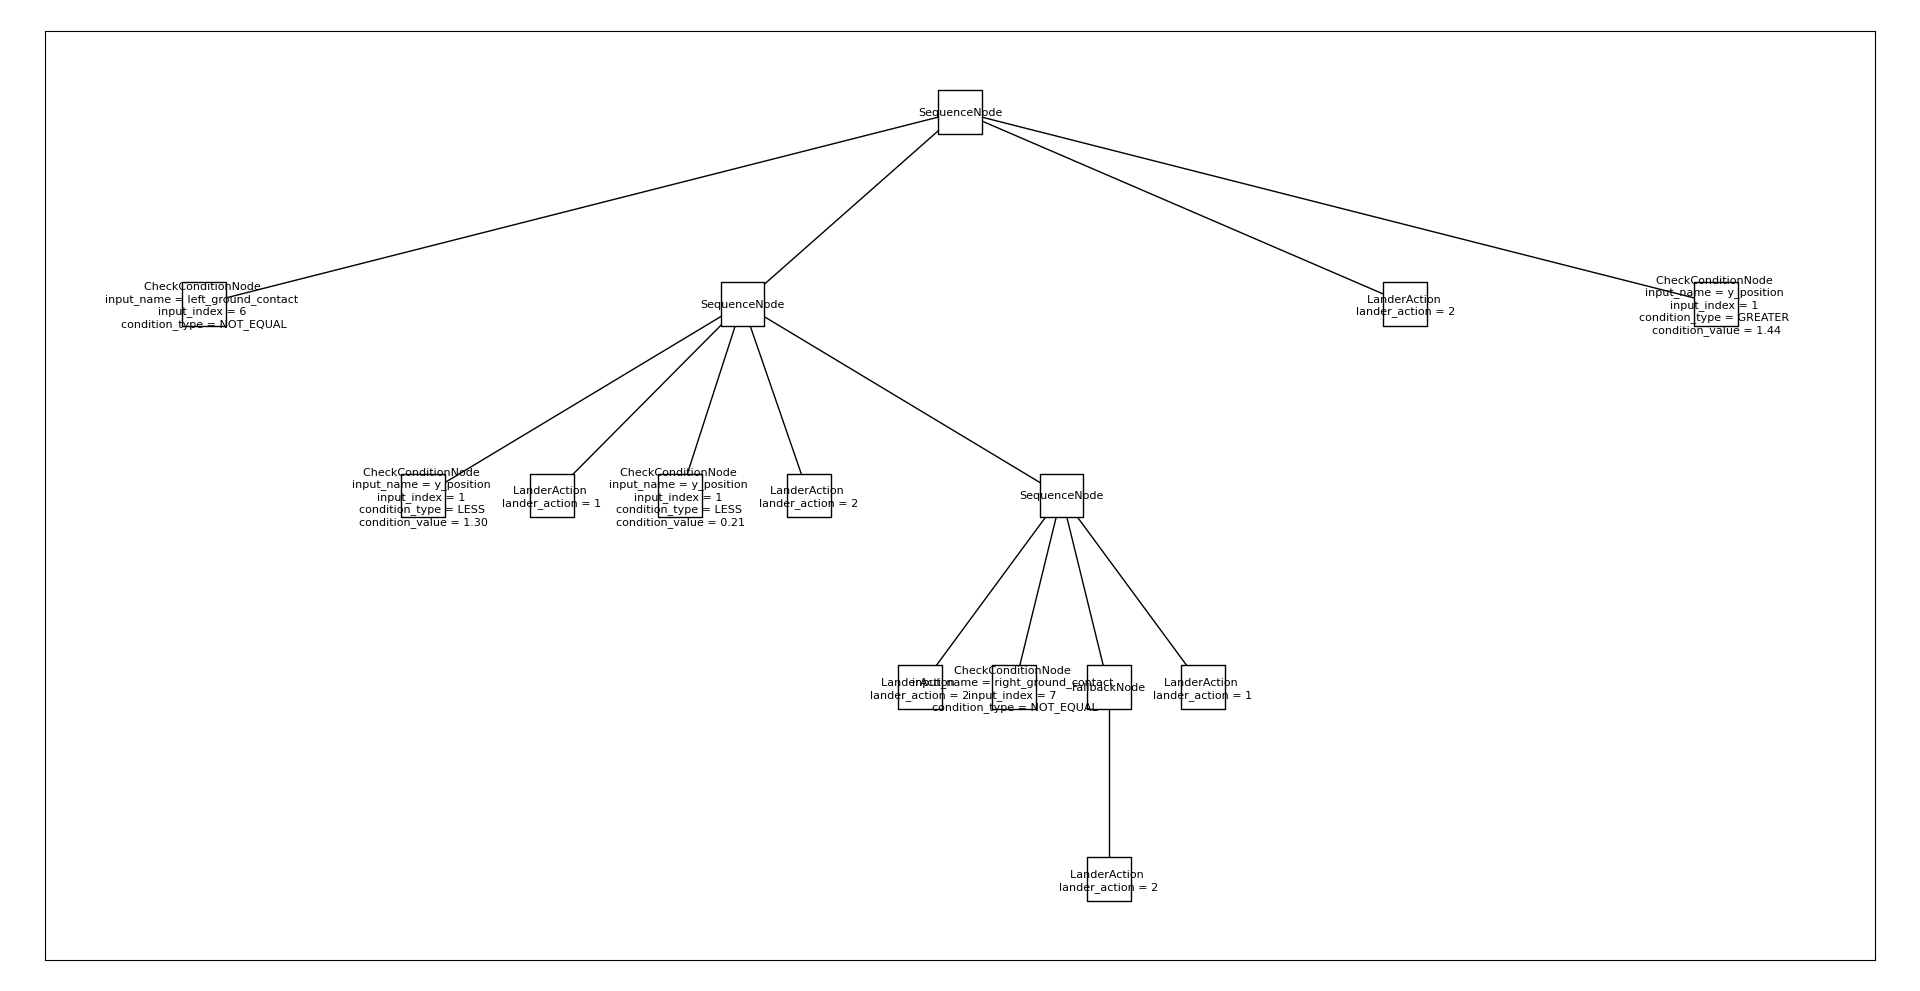 SequenceNode
CheckConditionNode
input_name = left_ground_contact
input_index = 6
condition_type = NOT_EQUAL
SequenceNode
LanderAction
lander_action = 2
CheckConditionNode
input_name = y_position
input_index = 1
condition_type = GREATER
condition_value = 1.44
CheckConditionNode
input_name = y_position
input_index = 1
condition_type = LESS
condition_value = 1.30
LanderAction
lander_action = 1
CheckConditionNode
input_name = y_position
input_index = 1
condition_type = LESS
condition_value = 0.21
LanderAction
lander_action = 2
SequenceNode
LanderAction
lander_action = 2
CheckConditionNode
input_name = right_ground_contact
input_index = 7
condition_type = NOT_EQUAL
FallbackNode
LanderAction
lander_action = 1
LanderAction
lander_action = 2